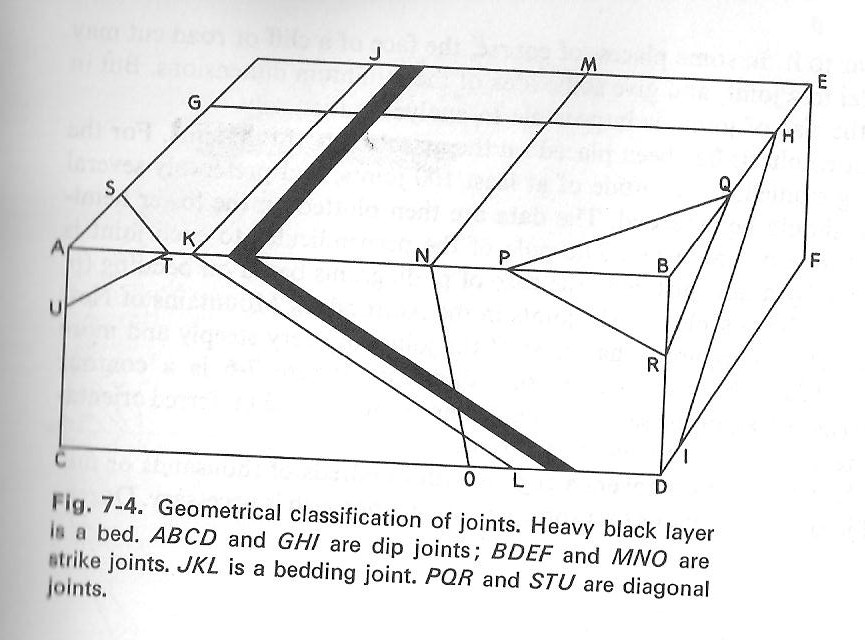 J
M
E
G
H
S
Q
A
K
T
N
P
B
F
U
R
I
C
O
L
D
Fig. 7-4. Geometrical classification of joints. Heavy black layer
is a bed. ABCD and GHI are dip joints; BDEF and MNO are
strike joints. JKL is a bedding joint. PQR and STU are diagonal
joints.